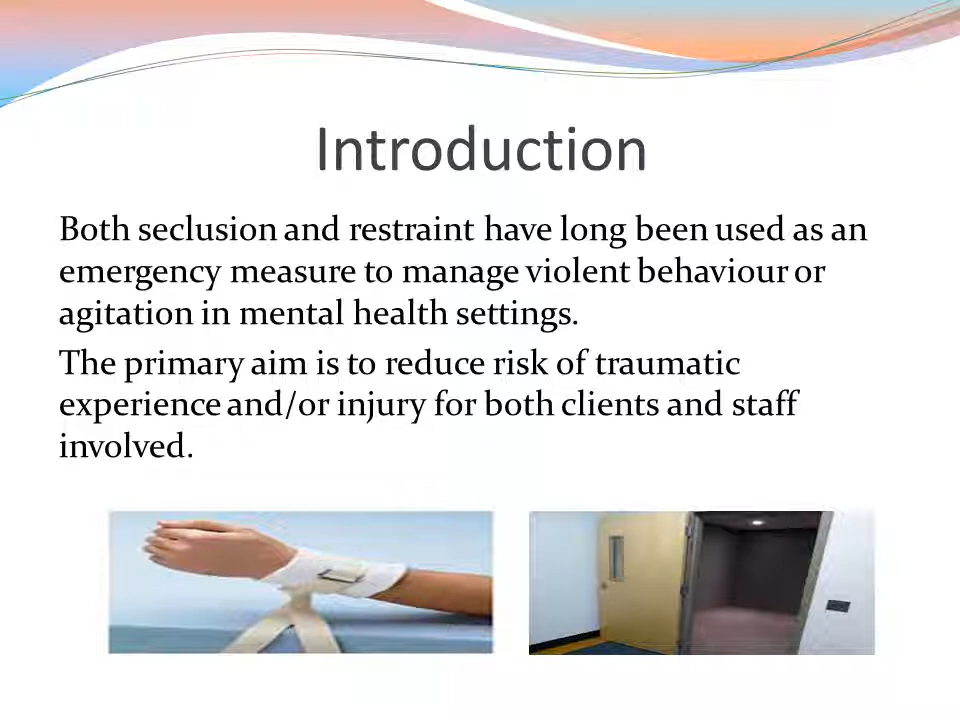 Introduction
Both seclusion and restraint have long been used as an
emergency measure to manage violent behaviour or
agitation in mental health settings.
The primary aim is to reduce risk of traumatic
experience and/or injury for both clients and staff
involved.